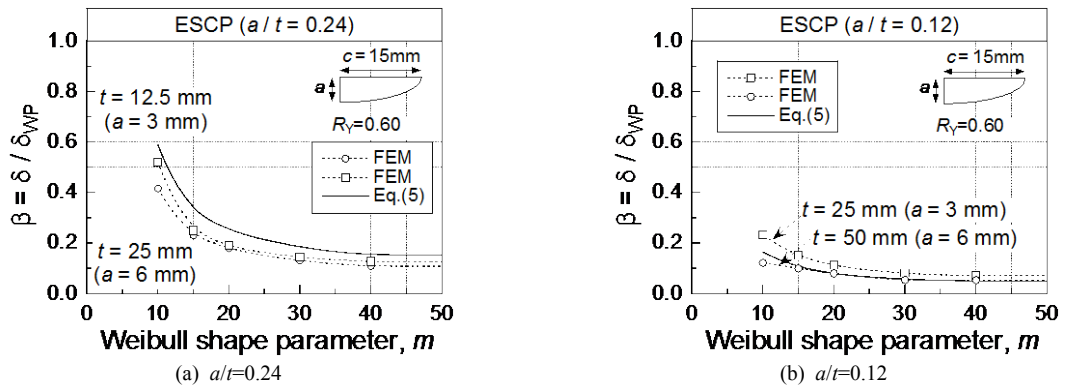 ESCP (a / t = 0.24)
1.0
0.8
0.6
0.4
0.2
0.0
β = δ / δWP
c = 15mm
a
t = 12.5 mm
(a = 3 mm)
RY=0.60
FEM
FEM
Eq.(5)
t = 25 mm
(a = 6 mm)
0 10 20 30 40 50
Weibull shape parameter, m
(a) a/t=0.24
ESCP (a / t = 0.12)
1.0
0.8
0.6
0.4
0.2
0.0
β = δ / δWP
c = 15mm
a
FEM
FEM
Eq.(5)
RY=0.60
t = 25 mm (a = 3 mm)
t = 50 mm (a = 6 mm)
0 10 20 30 40 50
Weibull shape parameter, m
(b) a/t=0.12